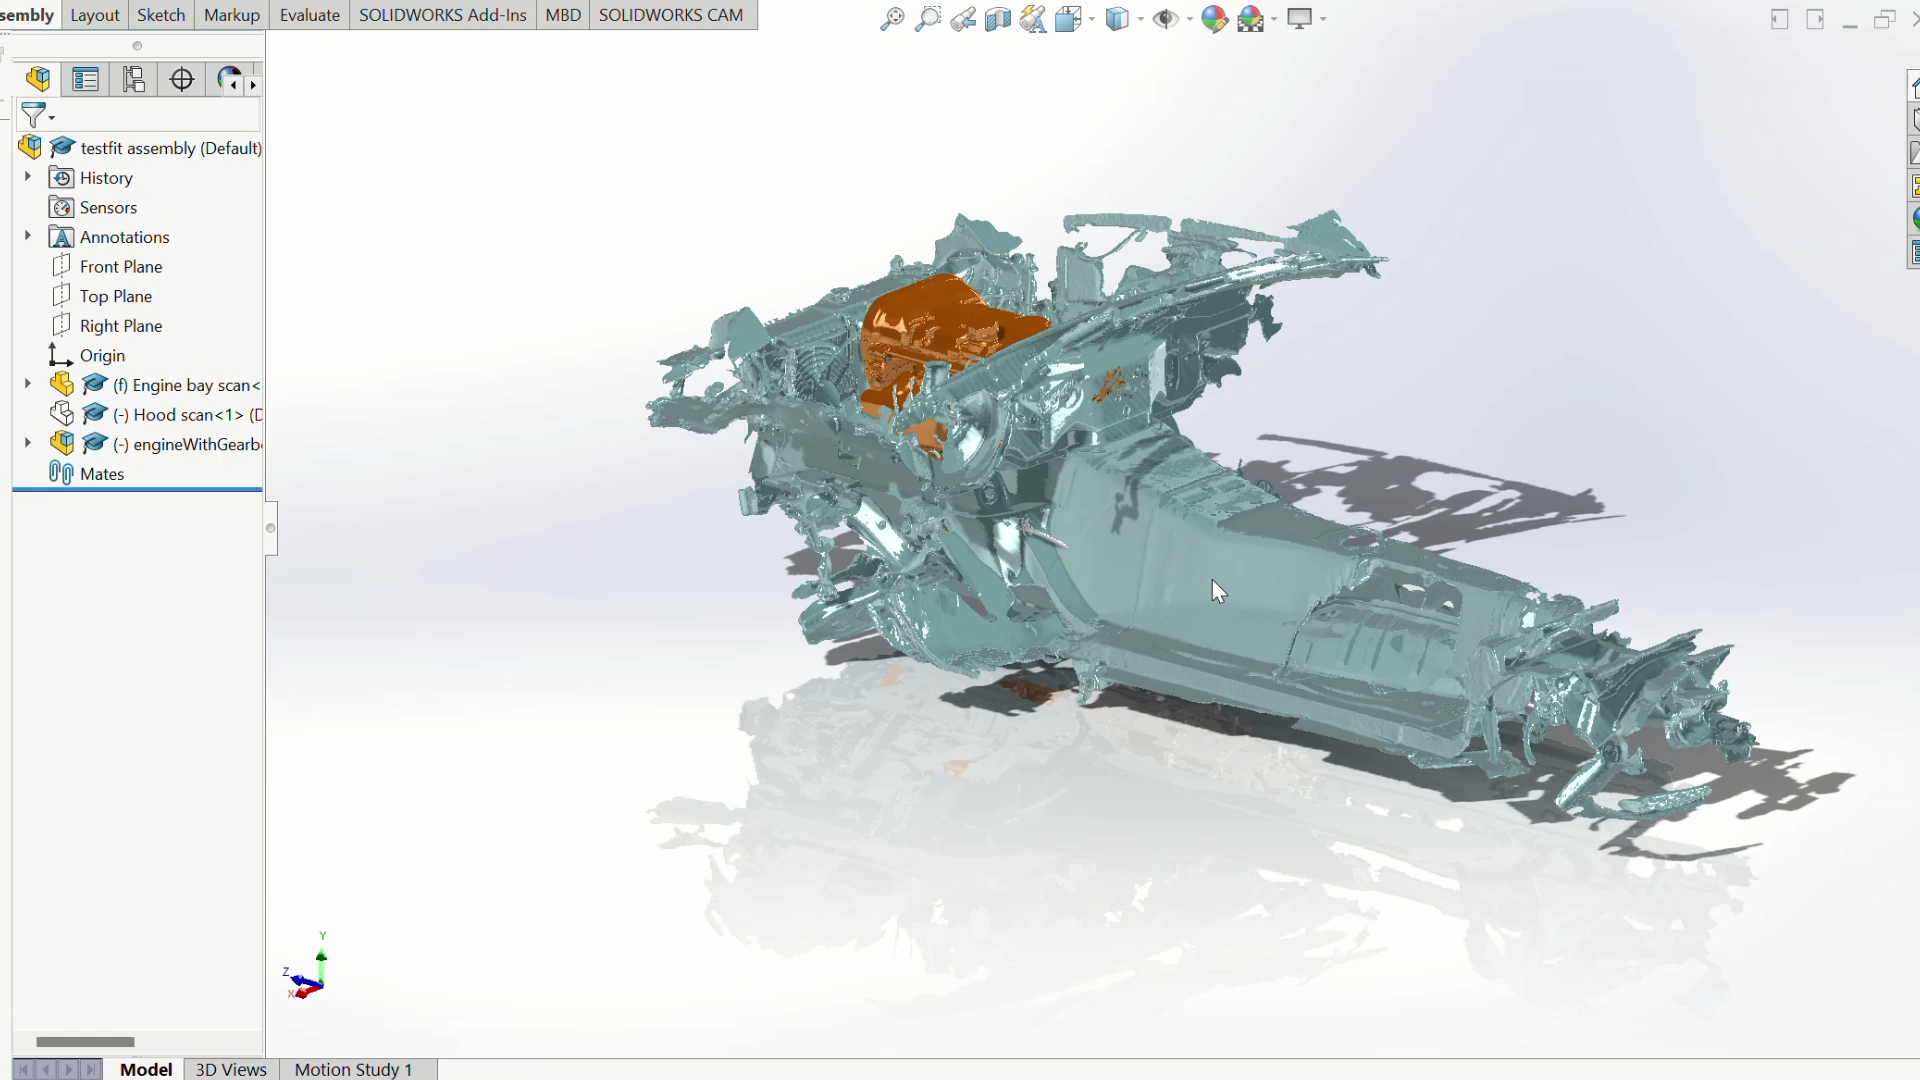 sembly Layout Sketch Markup Evaluate SOLIDWORKS Add-Ins MBD SOLIDWORKS CAM
testfit assembly (Default)
History
Sensors
Annotations
Front Plane
Top Plane
Right Plane
Origin
(f) Engine bay scan<
(-) Hood scan<1> (D
(-) engineWithGearb
Mates
Y
Z
X
Model 3D Views Motion Study 1